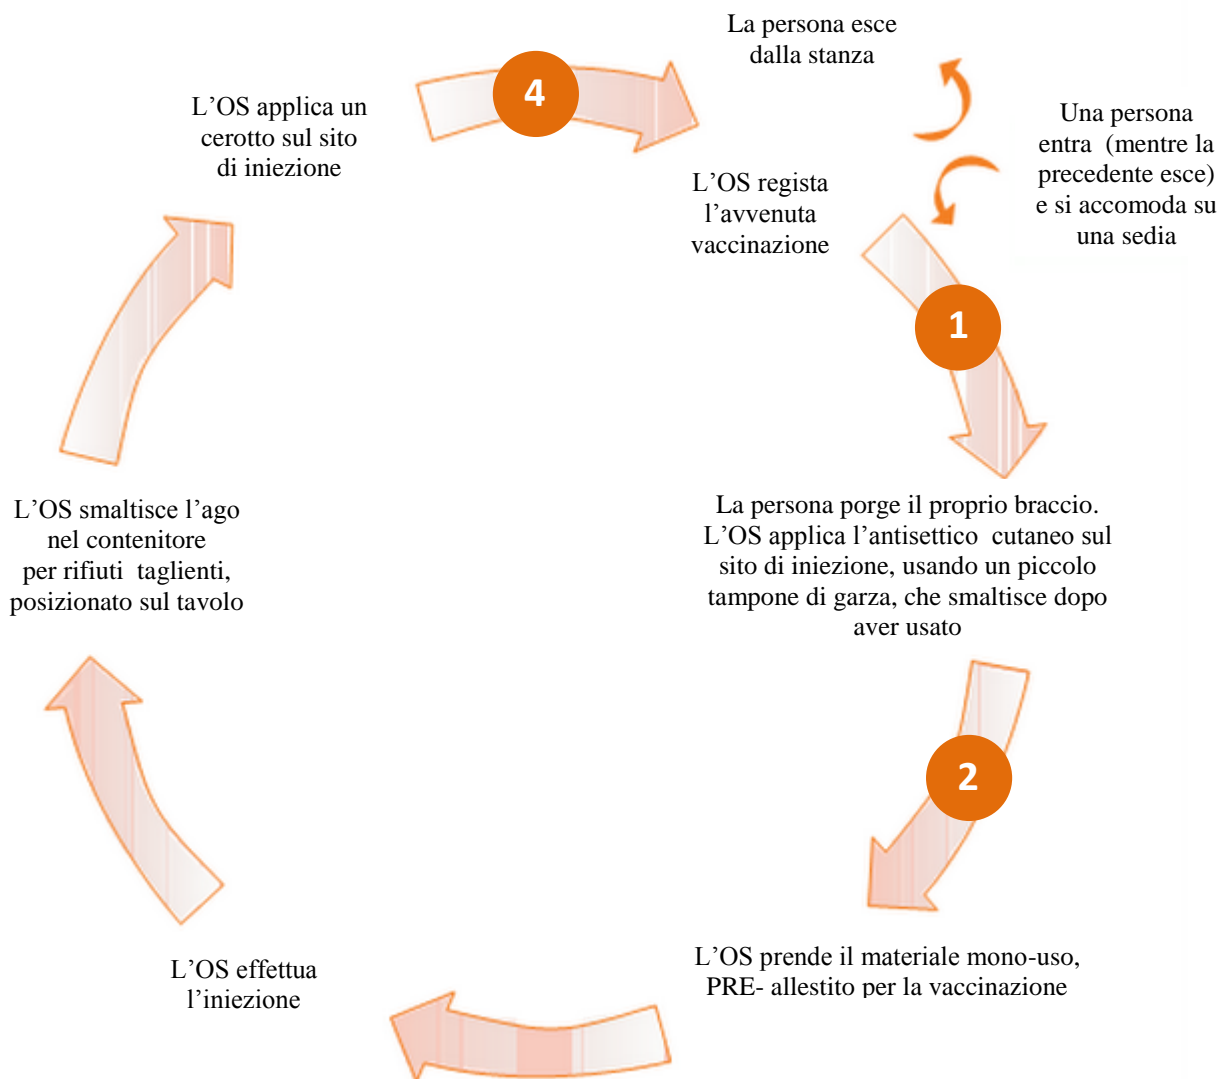 La persona esce
dalla stanza
Una persona
entra (mentre la
precedente esce)
e si accomoda su
una sedia
1
La persona porge il proprio braccio.
L’OS applica l’antisettico cutaneo sul
sito di iniezione, usando un piccolo
tampone di garza, che smaltisce dopo
aver usato
2
L’OS prende il materiale mono-uso,
PRE- allestito per la vaccinazione
L’OS effettua
l’iniezione
L’OS smaltisce l’ago
nel contenitore
per rifiuti taglienti,
posizionato sul tavolo
L’OS applica un
cerotto sul sito
di iniezione
4
L’OS regista
l’avvenuta
vaccinazione